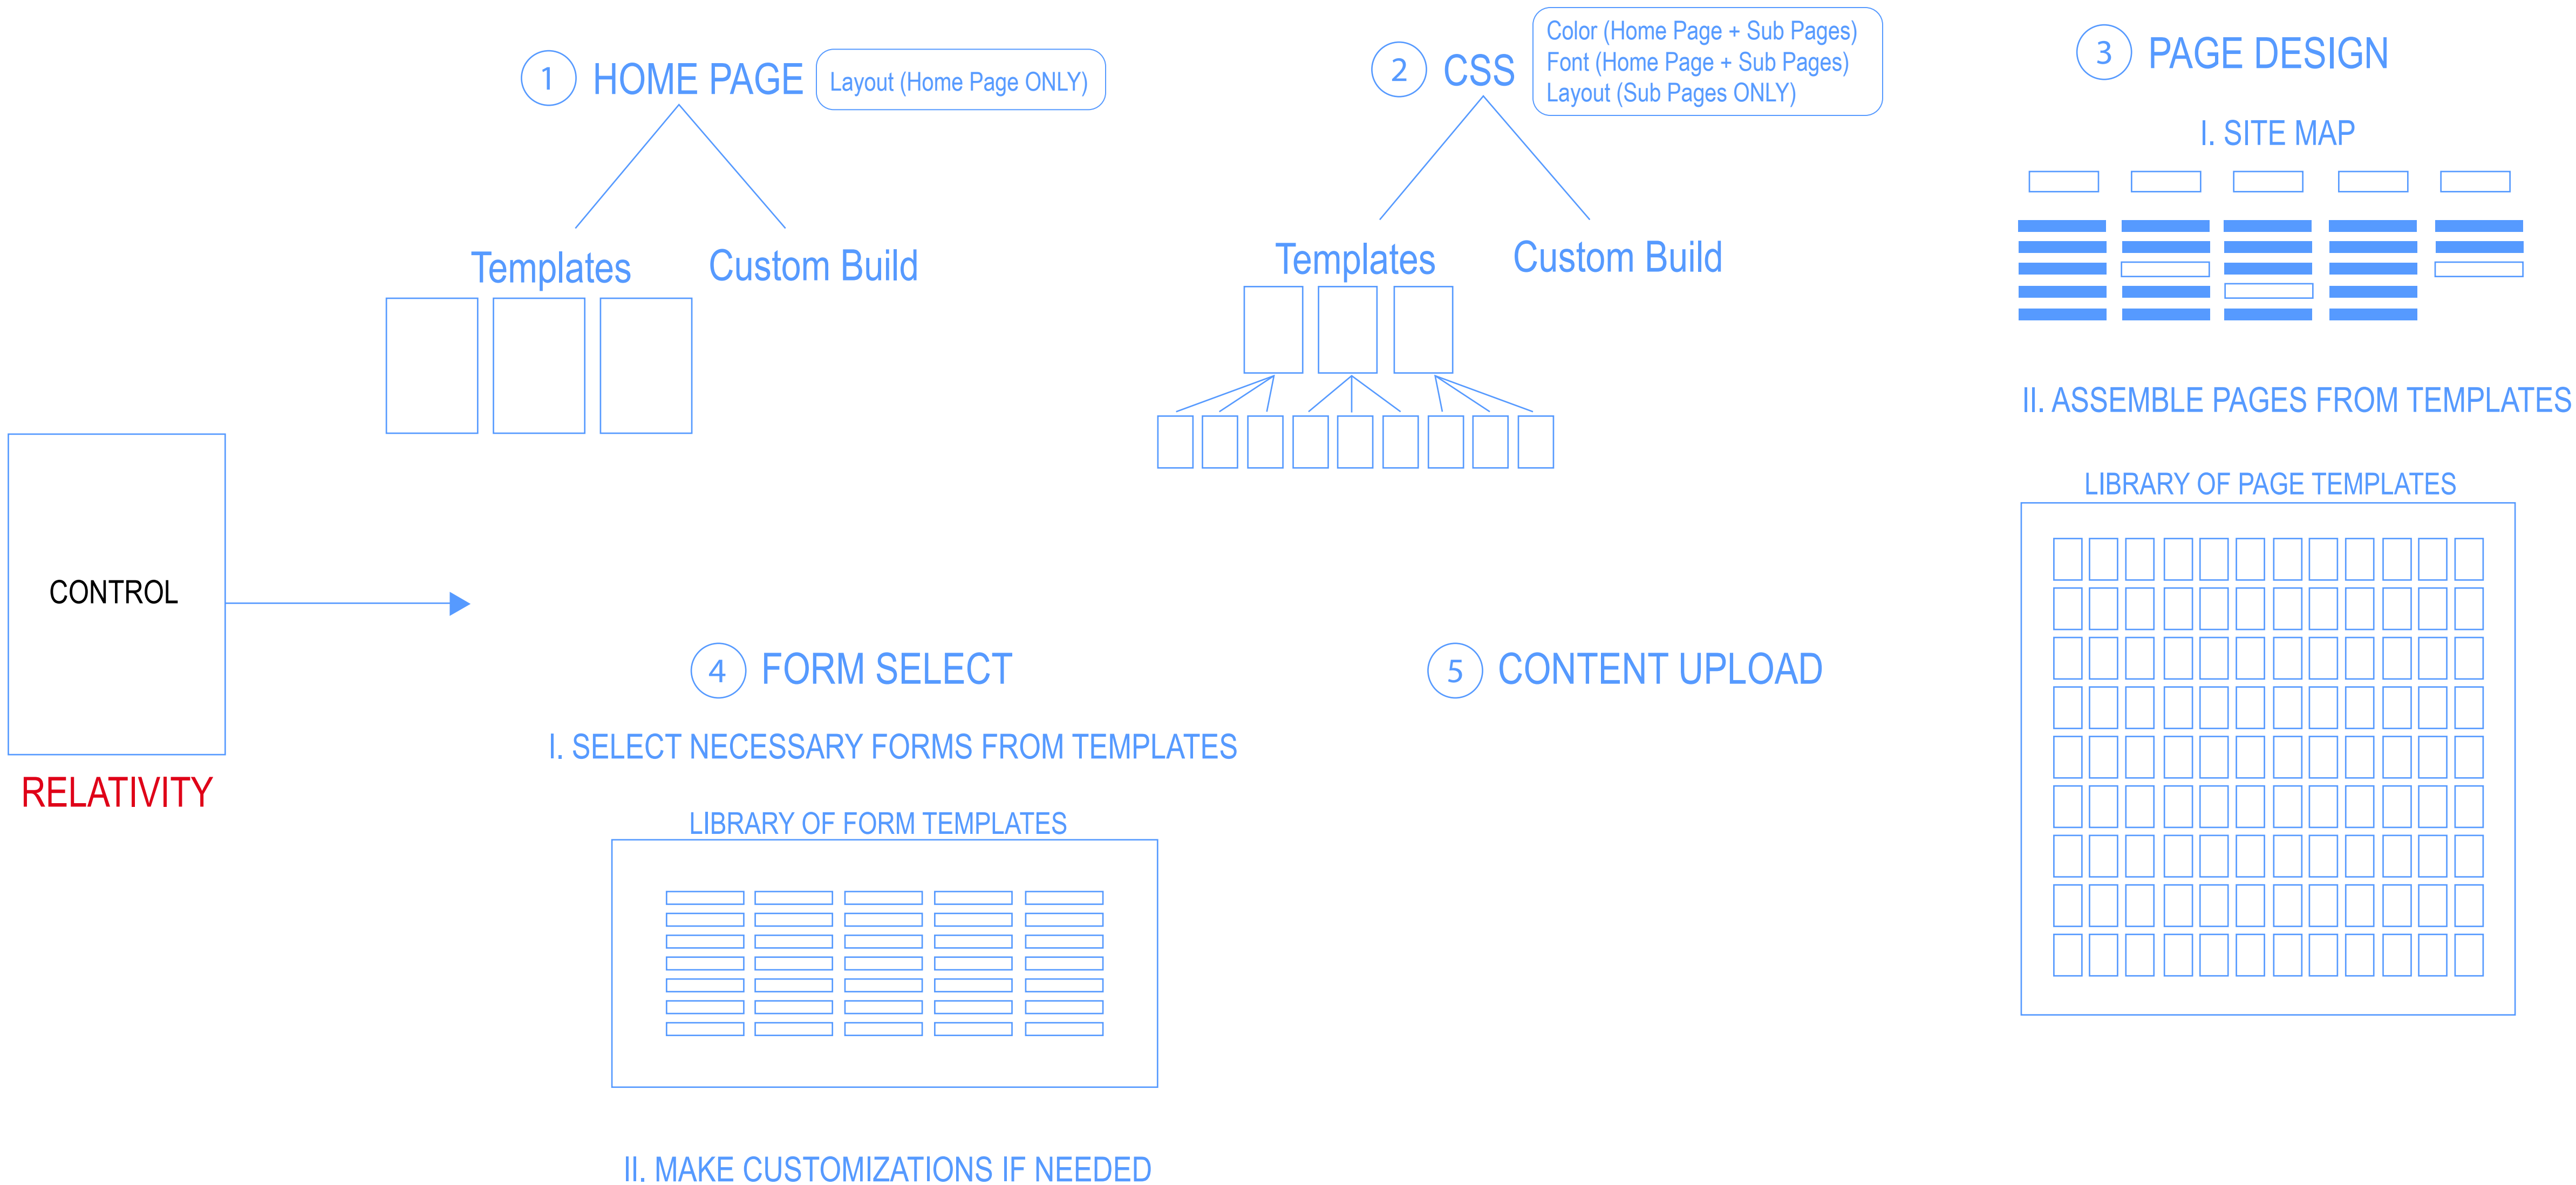 1 HOME PAGE
Layout (Home Page ONLY)
Templates
Custom Build
2 CSS
Color (Home Page + Sub Pages)
Font (Home Page + Sub Pages)
Layout (Sub Pages ONLY)
Templates
Custom Build
3 PAGE DESIGN
I. SITE MAP
II. ASSEMBLE PAGES FROM TEMPLATES
LIBRARY OF PAGE TEMPLATES
CONTROL
RELATIVITY
4 FORM SELECT
I. SELECT NECESSARY FORMS FROM TEMPLATES
LIBRARY OF FORM TEMPLATES
II. MAKE CUSTOMIZATIONS IF NEEDED
5 CONTENT UPLOAD